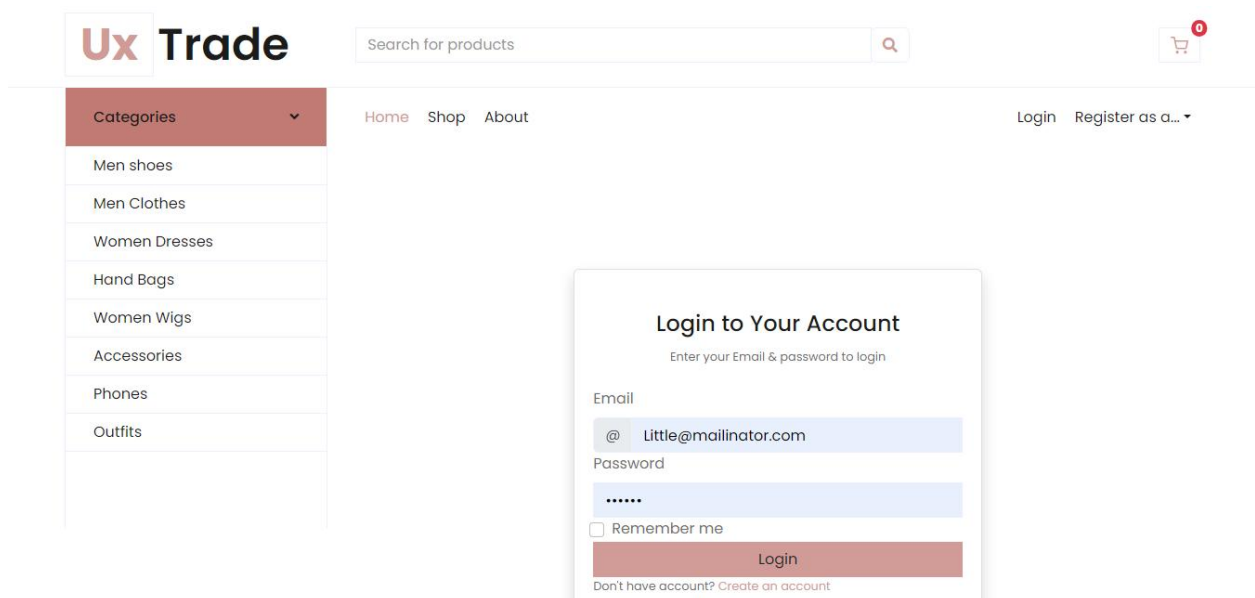 Ux Trade
Search for products
0
Categories
Home Shop About
Login Register as a...
Men shoes
Men Clothes
Women Dresses
Hand Bags
Women Wigs
Accessories
Phones
Outfits
Login to Your Account
Enter your Email & password to login
Email
@ Little@mailinator.com
Password
••••••
Remember me
Login
Don't have account? Create an account